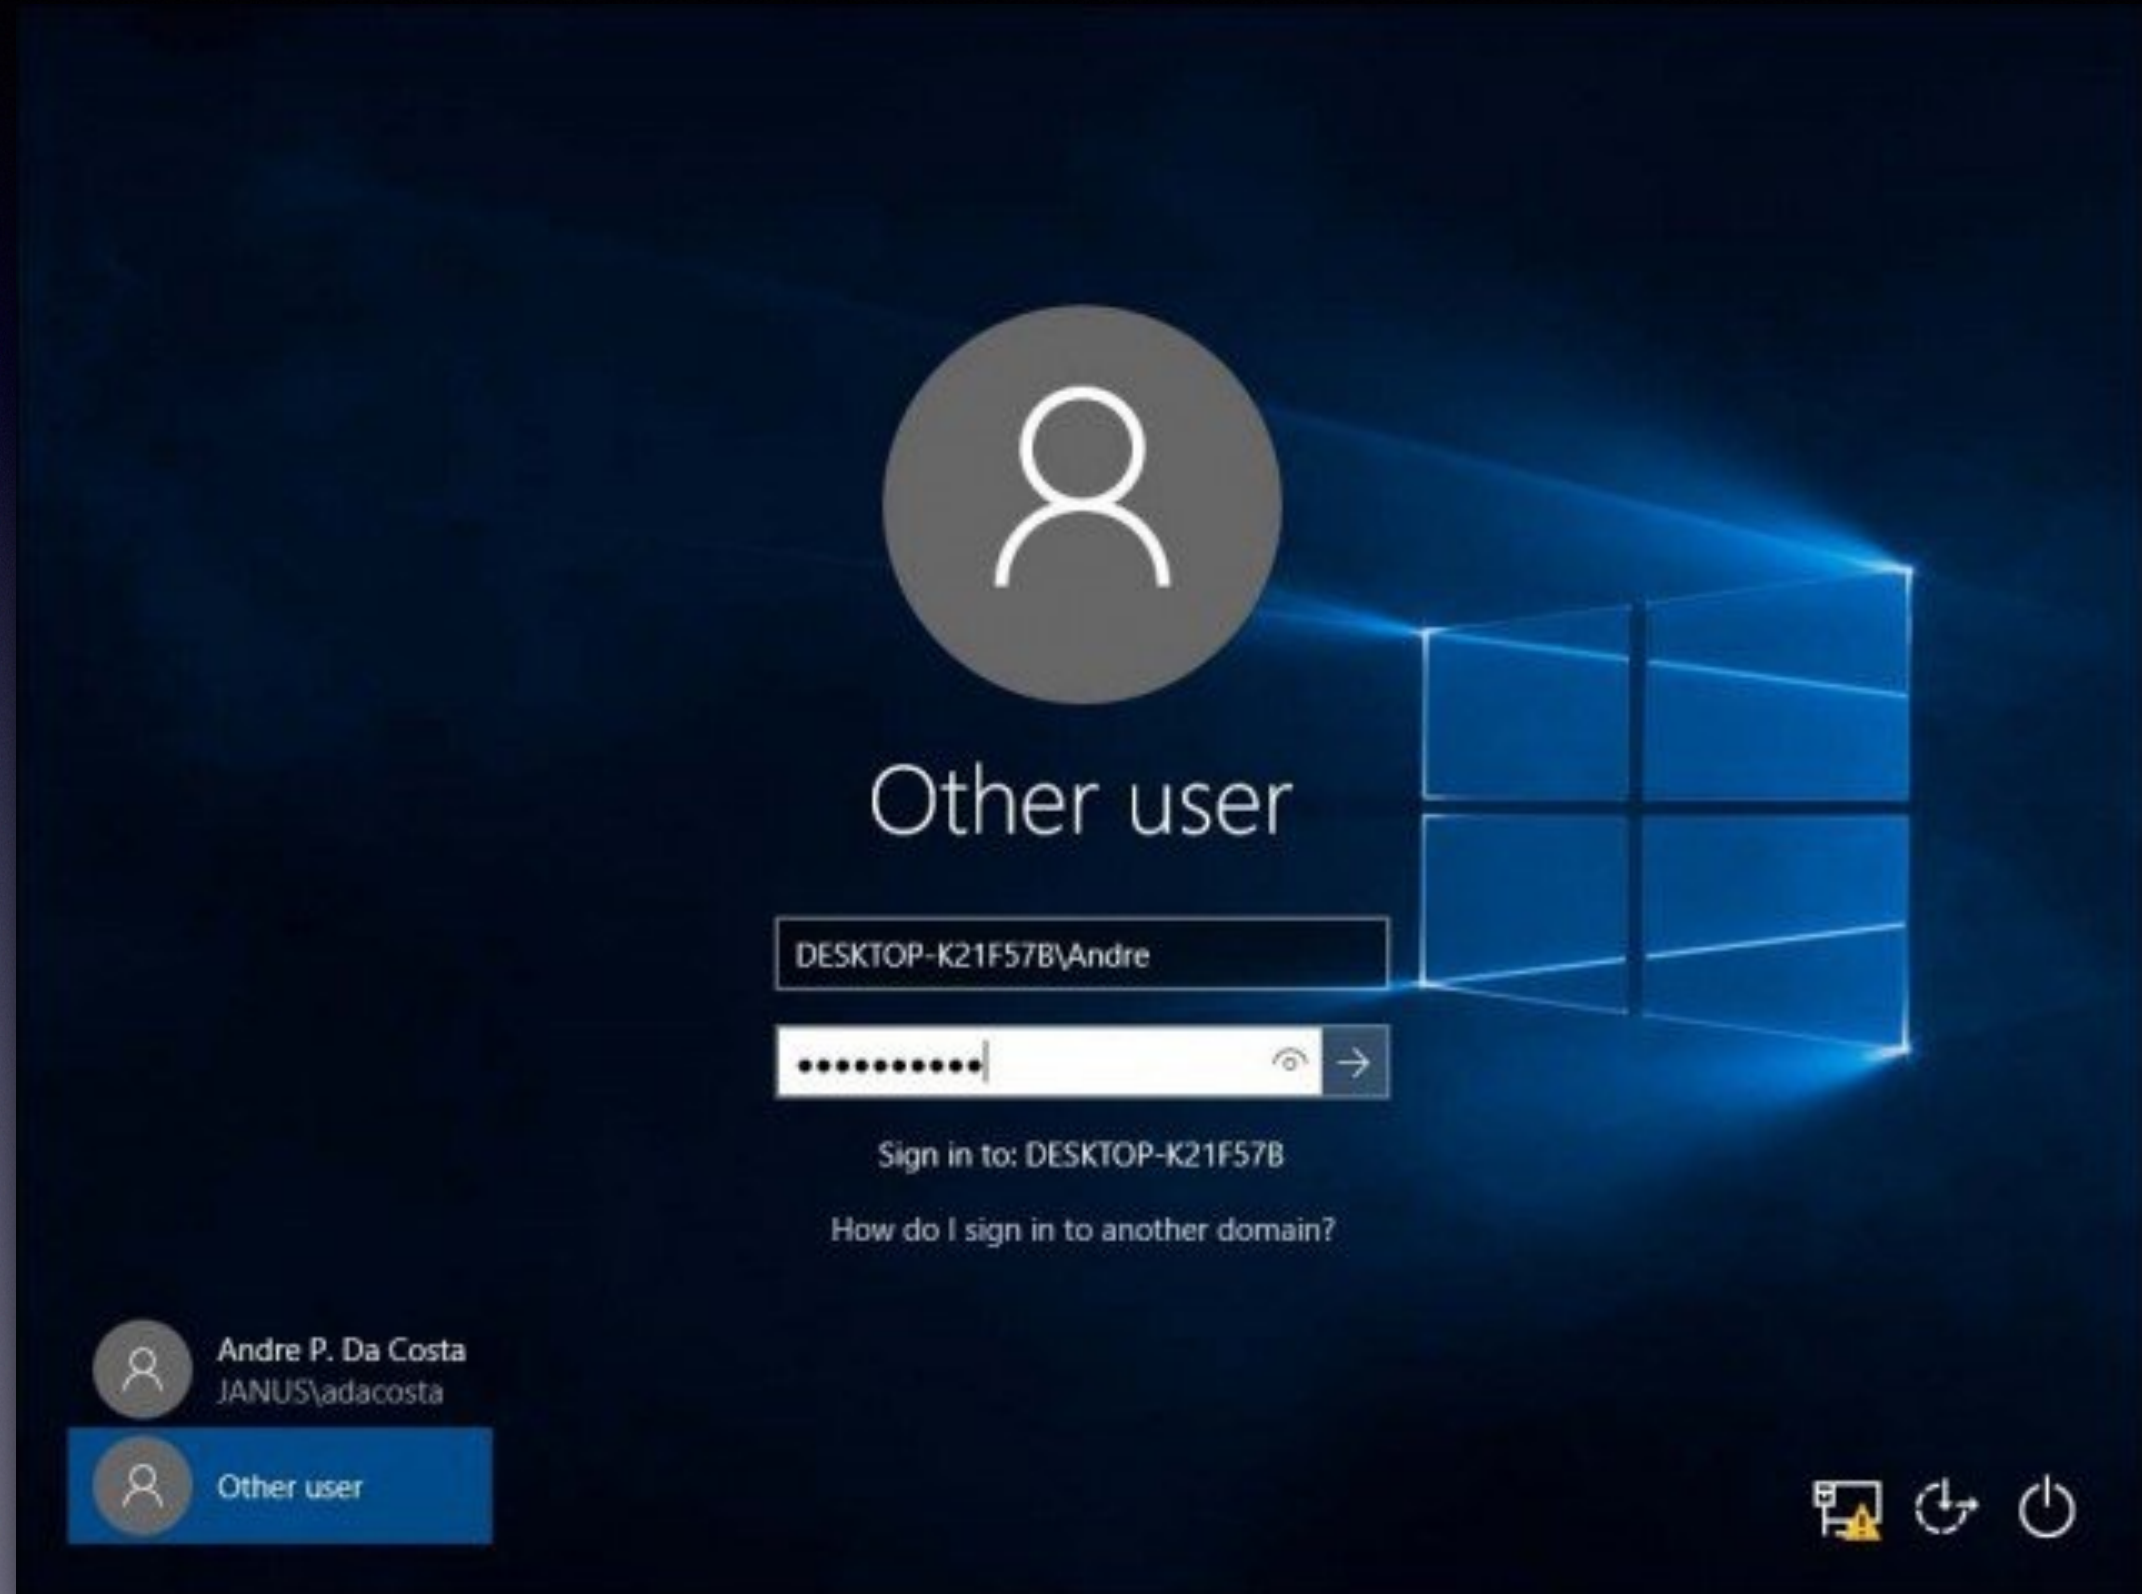 Other user
DESKTOP-K21F57B\Andre
••••••••••
Sign in to: DESKTOP-K21F57B
How do I sign in to another domain?
Andre P. Da Costa
JANUS\adacosta
Other user